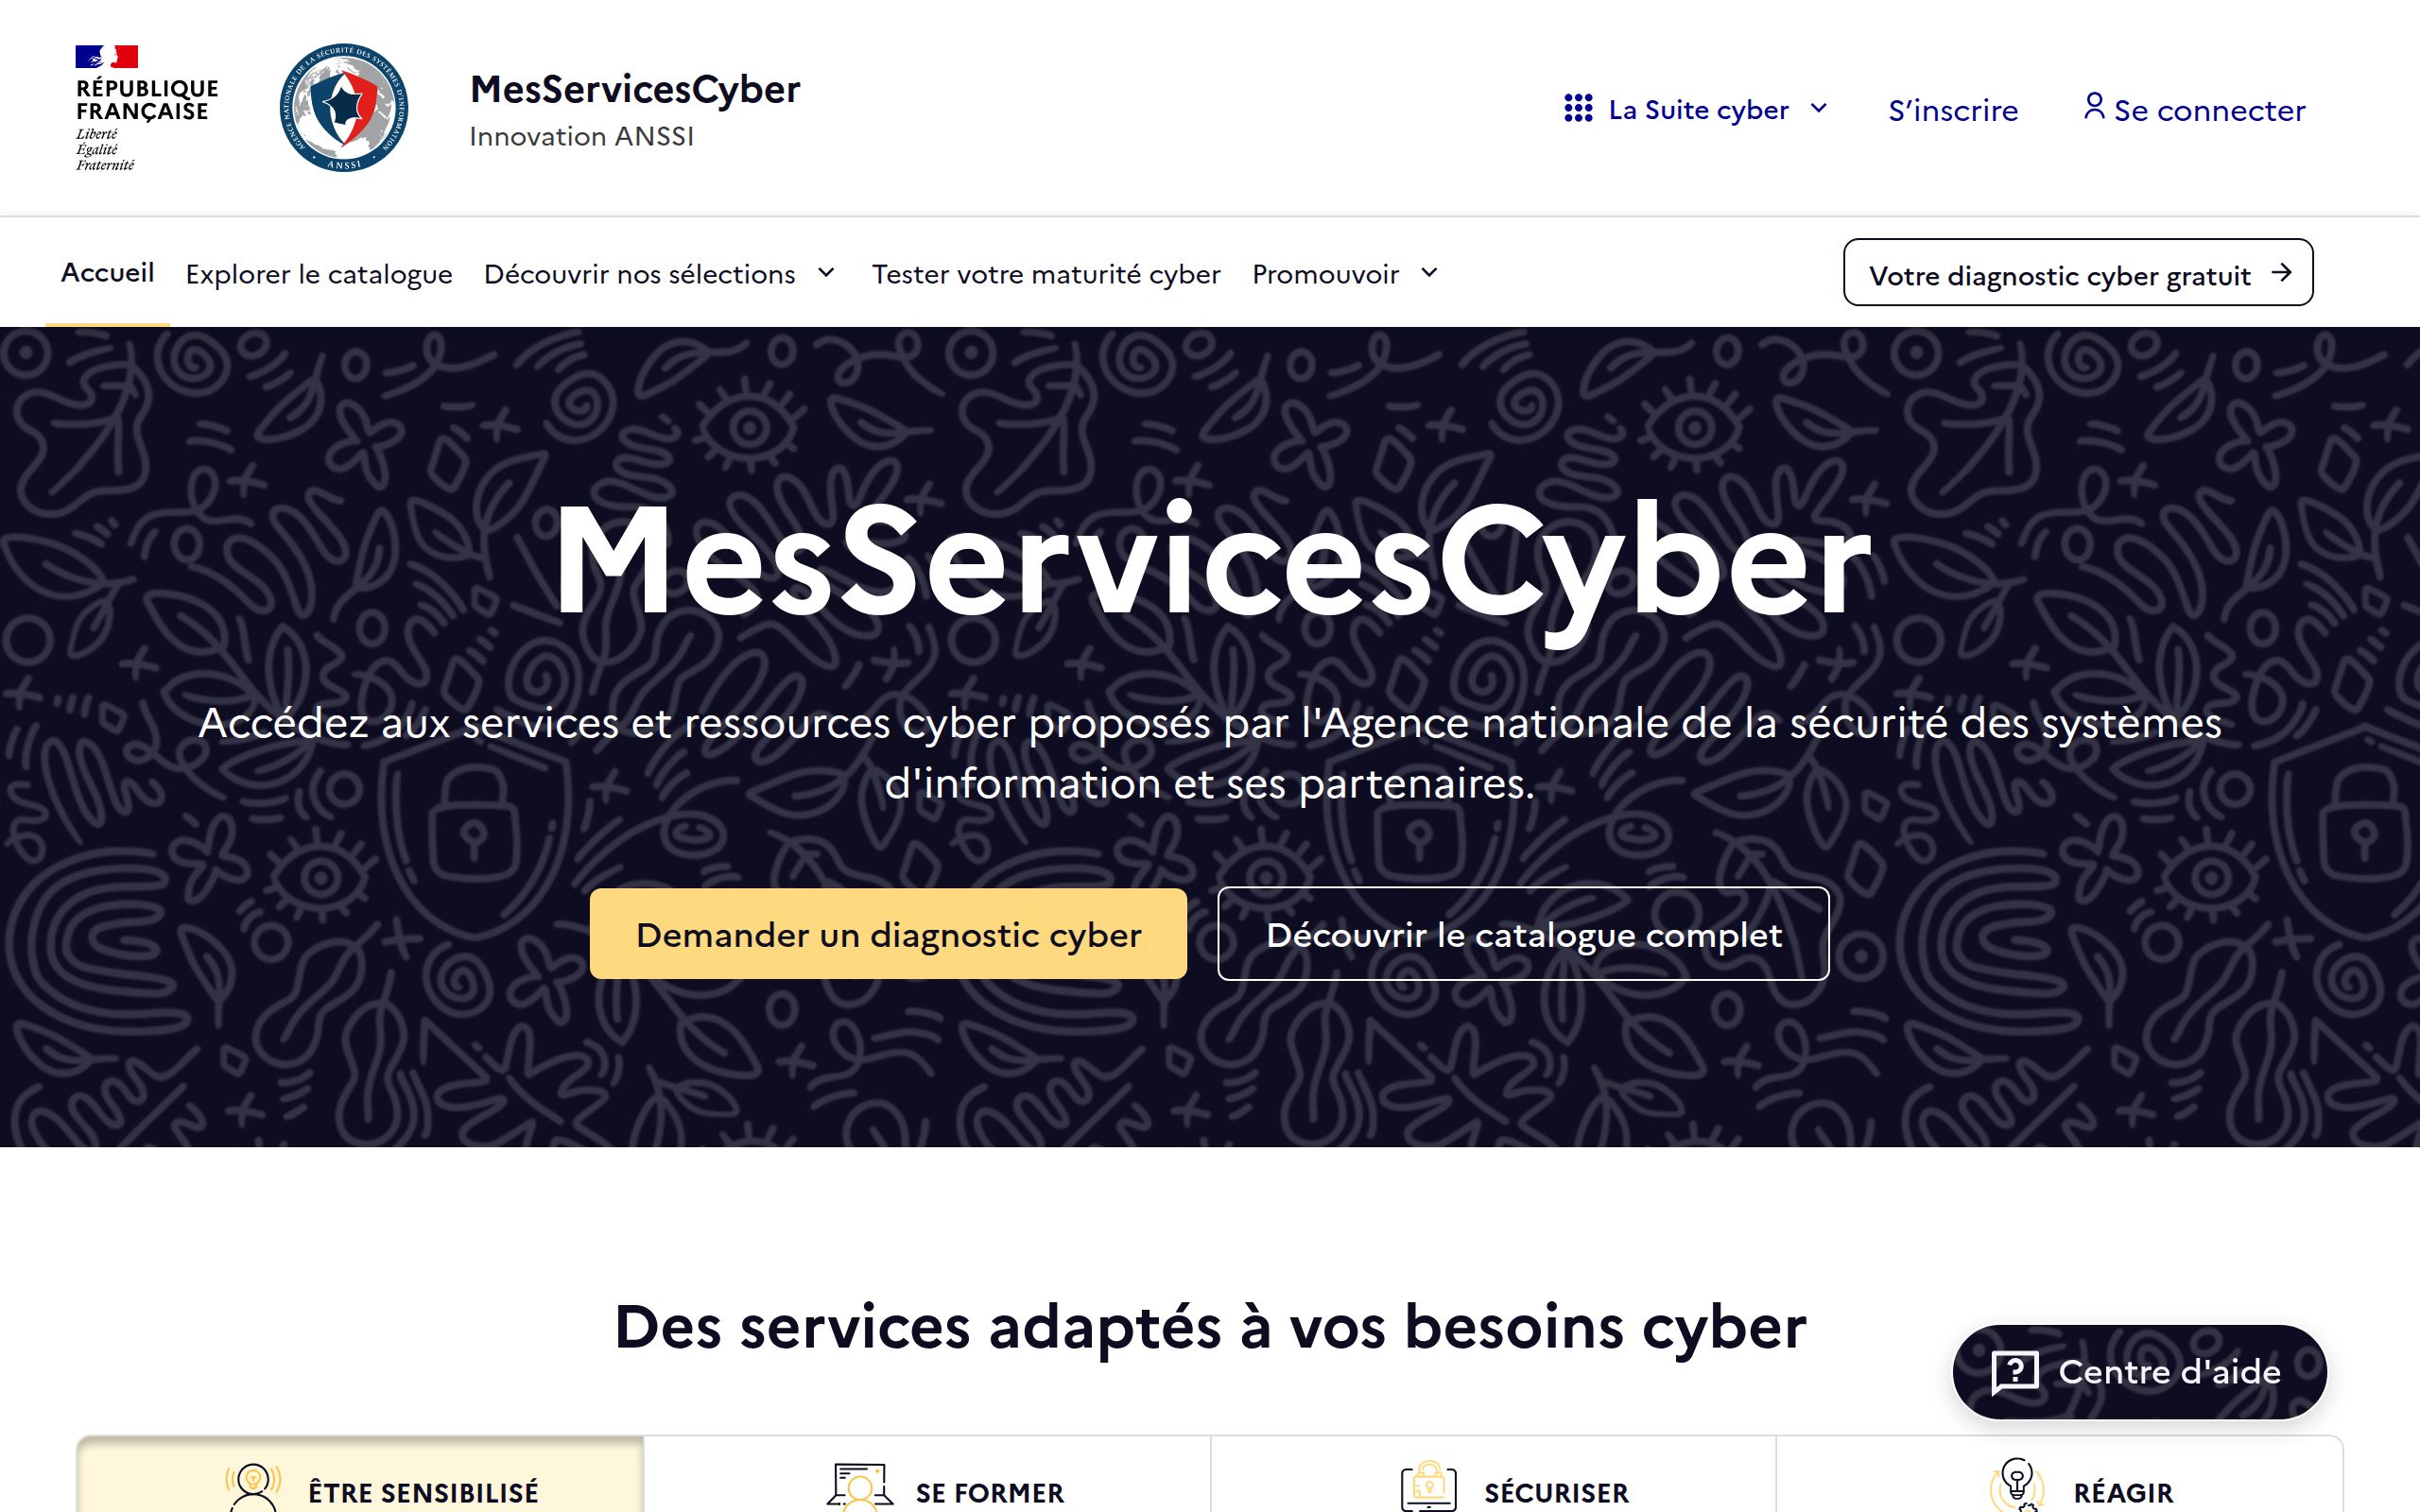 RÉPUBLIQUE
FRANÇAISE
Liberté
Égalité
Fraternité
AGENCE NATIONALE DE LA SÉCURITÉ DES SYSTÈMES D'INFORMATION
• ANSSI •
MesServicesCyber
Innovation ANSSI
La Suite cyber
S’inscrire
Se connecter
Accueil
Explorer le catalogue
Découvrir nos sélections
Tester votre maturité cyber
Promouvoir
Votre diagnostic cyber gratuit
MesServicesCyber
Accédez aux services et ressources cyber proposés par l'Agence nationale de la sécurité des systèmes
d'information et ses partenaires.
Demander un diagnostic cyber
Découvrir le catalogue complet
Des services adaptés à vos besoins cyber
Centre d'aide
ÊTRE SENSIBILISÉ
SE FORMER
SÉCURISER
RÉAGIR